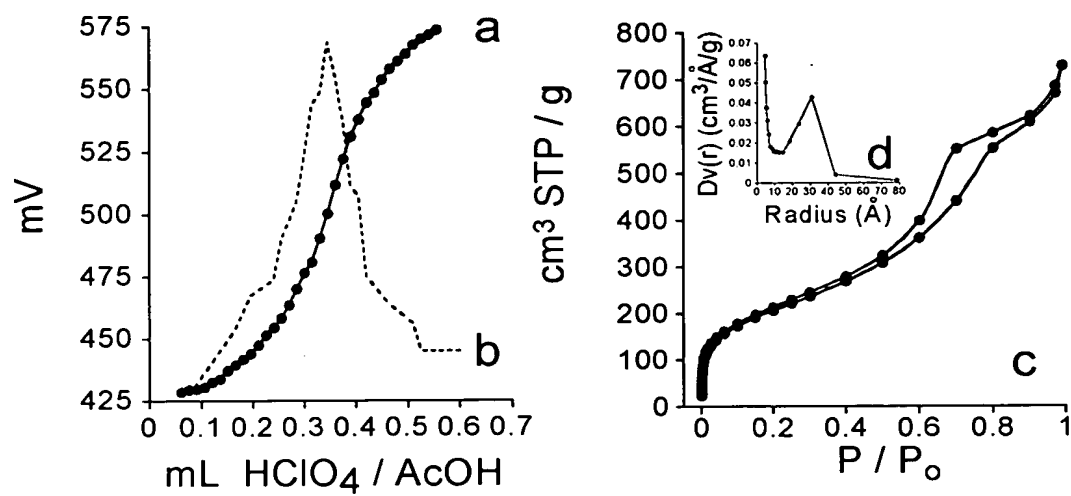 575
550
525
500
475
450
425
mV
a
b
0 0.1 0.2 0.3 0.4 0.5 0.6 0.7
mL HClO4 / AcOH
800
700
600
500
400
300
200
100
0
cm3 STP / g
0.07
0.06
0.05
0.04
0.03
0.02
0.01
0
Dv(r) (cm3/Å/g)
0 10 20 30 40 50 60 70 80
Radius (Å)
d
c
0 0.2 0.4 0.6 0.8 1
P / Po